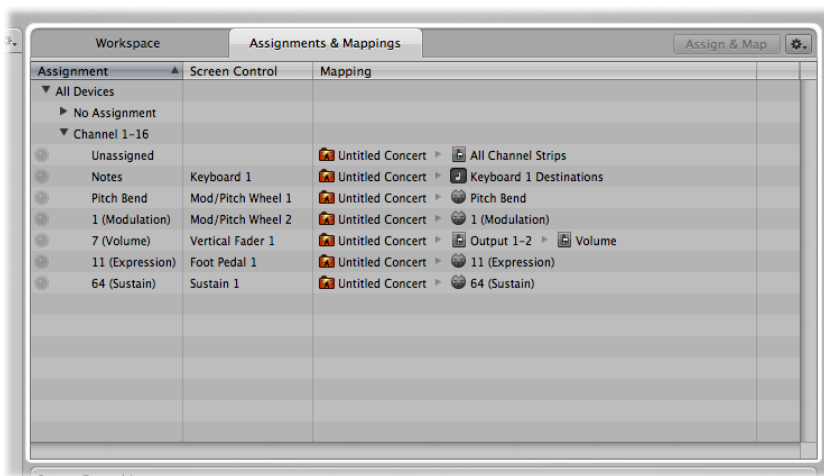 Workspace Assignments & Mappings Assign & Map
Assignment Screen Control Mapping
All Devices
No Assignment
Channel 1–16
Unassigned Untitled Concert All Channel Strips
Notes Keyboard 1 Untitled Concert Keyboard 1 Destinations
Pitch Bend Mod/Pitch Wheel 1 Untitled Concert Pitch Bend
1 (Modulation) Mod/Pitch Wheel 2 Untitled Concert 1 (Modulation)
7 (Volume) Vertical Fader 1 Untitled Concert Output 1–2 Volume
11 (Expression) Foot Pedal 1 Untitled Concert 11 (Expression)
64 (Sustain) Sustain 1 Untitled Concert 64 (Sustain)